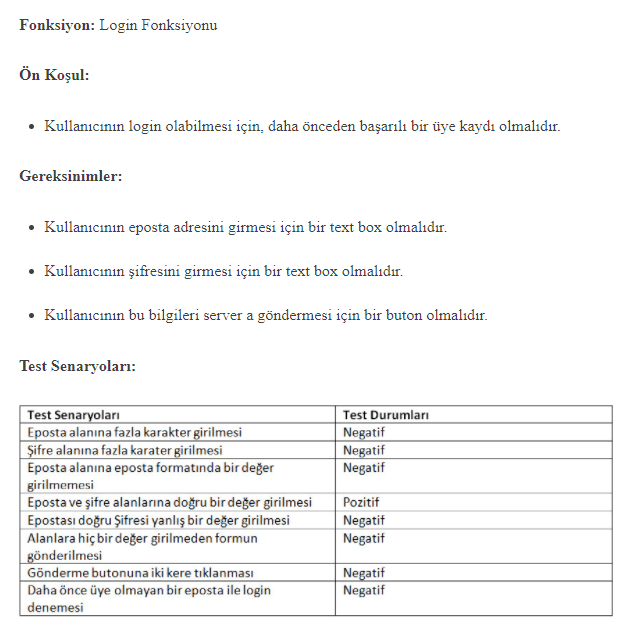 Fonksiyon: Login Fonksiyonu
Ön Koşul:
• Kullanıcının login olabilmesi için, daha önceden başarılı bir üye kaydı olmalıdır.
Gereksinimler:
• Kullanıcının eposta adresini girmesi için bir text box olmalıdır.
• Kullanıcının şifresini girmesi için bir text box olmalıdır.
• Kullanıcının bu bilgileri server a göndermesi için bir buton olmalıdır.
Test Senaryoları:
Test Senaryoları Test Durumları
Eposta alanına fazla karakter girilmesi Negatif
Şifre alanına fazla karater girilmesi Negatif
Eposta alanına eposta formatında bir değer Negatif
girilmemesi
Eposta ve şifre alanlarına doğru bir değer girilmesi Pozitif
Epostası doğru Şifresi yanlış bir değer girilmesi Negatif
Alanlara hiç bir değer girilmeden formun Negatif
gönderilmesi
Gönderme butonuna iki kere tıklanması Negatif
Daha önce üye olmayan bir eposta ile login Negatif
denemesi